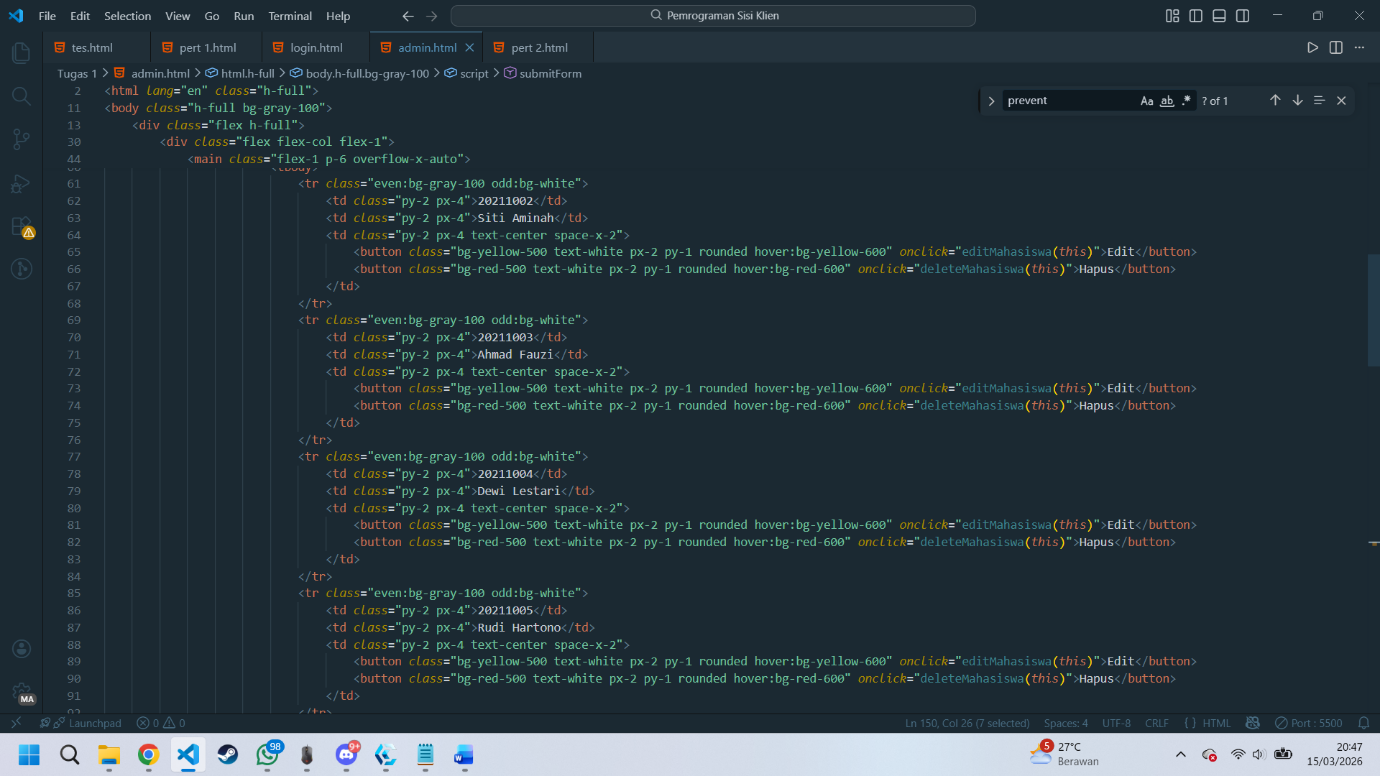 File Edit Selection View Go Run Terminal Help Pemrograman Sisi Klien
tes.html pert 1.html login.html admin.html pert 2.html
Tugas 1 > admin.html > html.h-full > body.h-full.bg-gray-100 > script > submitForm
prevent Aa ab .* ? of 1
2 <html lang="en" class="h-full">
11 <body class="h-full bg-gray-100">
13 <div class="flex h-full">
30 <div class="flex flex-col flex-1">
44 <main class="flex-1 p-6 overflow-x-auto">
60 <tbody>
61 <tr class="even:bg-gray-100 odd:bg-white">
62 <td class="py-2 px-4">20211002</td>
63 <td class="py-2 px-4">Siti Aminah</td>
64 <td class="py-2 px-4 text-center space-x-2">
65 <button class="bg-yellow-500 text-white px-2 py-1 rounded hover:bg-yellow-600" onclick="editMahasiswa(this)">Edit</button>
66 <button class="bg-red-500 text-white px-2 py-1 rounded hover:bg-red-600" onclick="deleteMahasiswa(this)">Hapus</button>
67 </td>
68 </tr>
69 <tr class="even:bg-gray-100 odd:bg-white">
70 <td class="py-2 px-4">20211003</td>
71 <td class="py-2 px-4">Ahmad Fauzi</td>
72 <td class="py-2 px-4 text-center space-x-2">
73 <button class="bg-yellow-500 text-white px-2 py-1 rounded hover:bg-yellow-600" onclick="editMahasiswa(this)">Edit</button>
74 <button class="bg-red-500 text-white px-2 py-1 rounded hover:bg-red-600" onclick="deleteMahasiswa(this)">Hapus</button>
75 </td>
76 </tr>
77 <tr class="even:bg-gray-100 odd:bg-white">
78 <td class="py-2 px-4">20211004</td>
79 <td class="py-2 px-4">Dewi Lestari</td>
80 <td class="py-2 px-4 text-center space-x-2">
81 <button class="bg-yellow-500 text-white px-2 py-1 rounded hover:bg-yellow-600" onclick="editMahasiswa(this)">Edit</button>
82 <button class="bg-red-500 text-white px-2 py-1 rounded hover:bg-red-600" onclick="deleteMahasiswa(this)">Hapus</button>
83 </td>
84 </tr>
85 <tr class="even:bg-gray-100 odd:bg-white">
86 <td class="py-2 px-4">20211005</td>
87 <td class="py-2 px-4">Rudi Hartono</td>
88 <td class="py-2 px-4 text-center space-x-2">
89 <button class="bg-yellow-500 text-white px-2 py-1 rounded hover:bg-yellow-600" onclick="editMahasiswa(this)">Edit</button>
90 <button class="bg-red-500 text-white px-2 py-1 rounded hover:bg-red-600" onclick="deleteMahasiswa(this)">Hapus</button>
91 </td>
92 </tr>
MA
Launchpad 0 0 Ln 150, Col 26 (7 selected) Spaces: 4 UTF-8 CRLF { } HTML Port : 5500
98 9+ 5 27°C 20:47
Berawan 15/03/2026